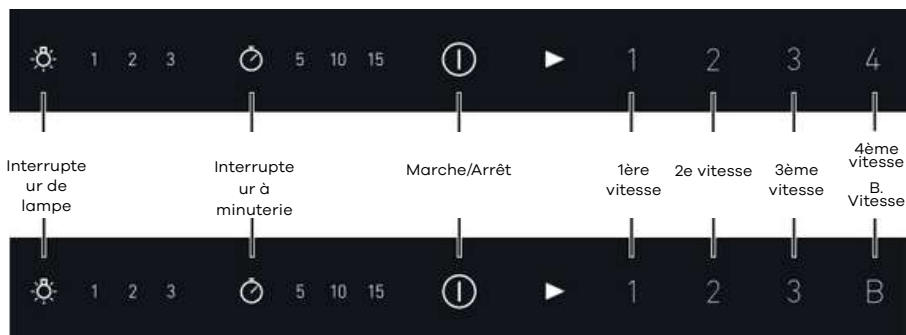 1 2 3 5 10 15 1 2 3 4
Interrupte
ur de
lampe
Interrupte
ur à
minuterie
Marche/Arrêt
1ère
vitesse
2e vitesse
3ème
vitesse
4ème
vitesse
B.
Vitesse
1 2 3 5 10 15 1 2 3 B